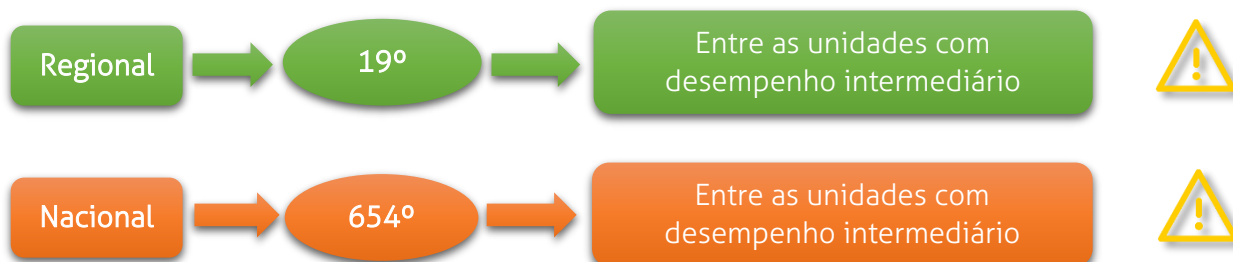 Regional
19º
Entre as unidades com
desempenho intermediário
Nacional
654º
Entre as unidades com
desempenho intermediário